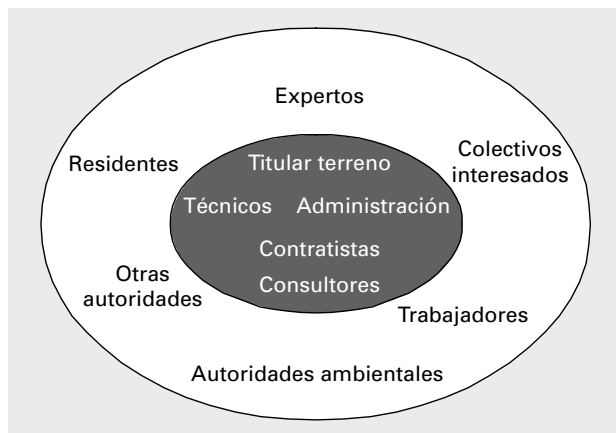 Expertos
Residentes
Colectivos
interesados
Titular terreno
Técnicos
Administración
Contratistas
Consultores
Otras
autoridades
Trabajadores
Autoridades ambientales